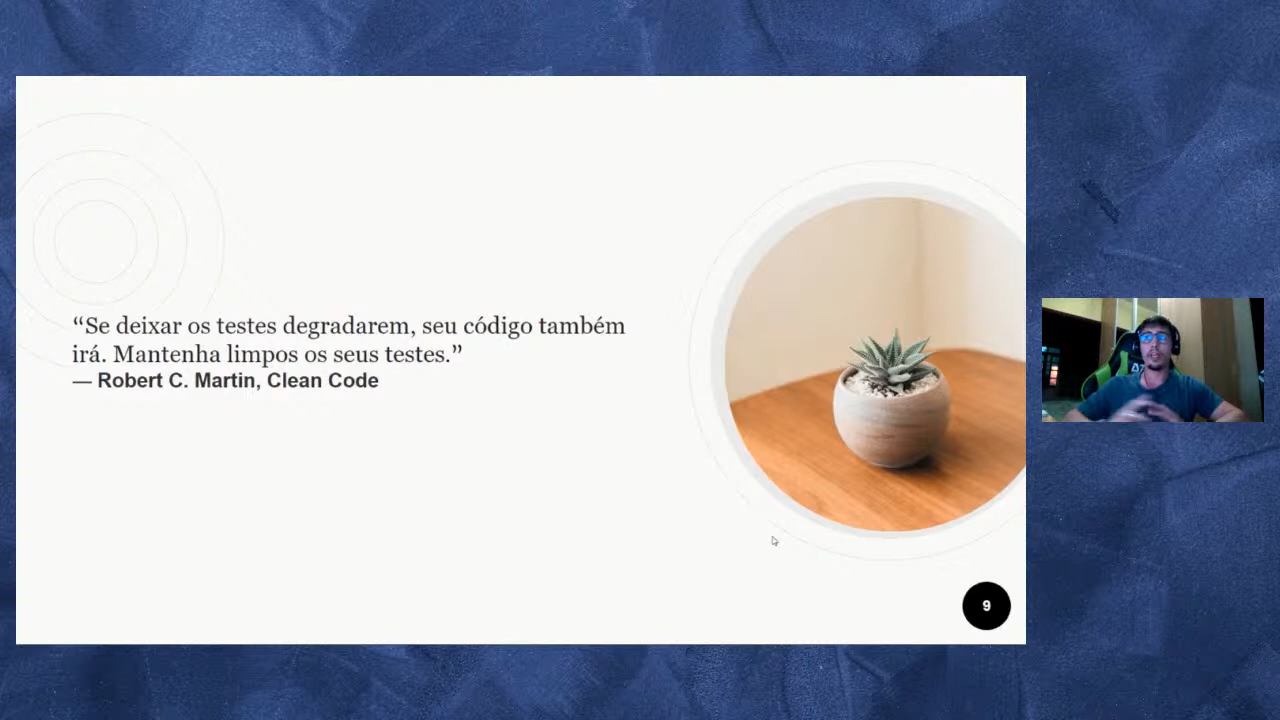 “Se deixar os testes degradarem, seu código também
irá. Mantenha limpos os seus testes.”
— Robert C. Martin, Clean Code
9